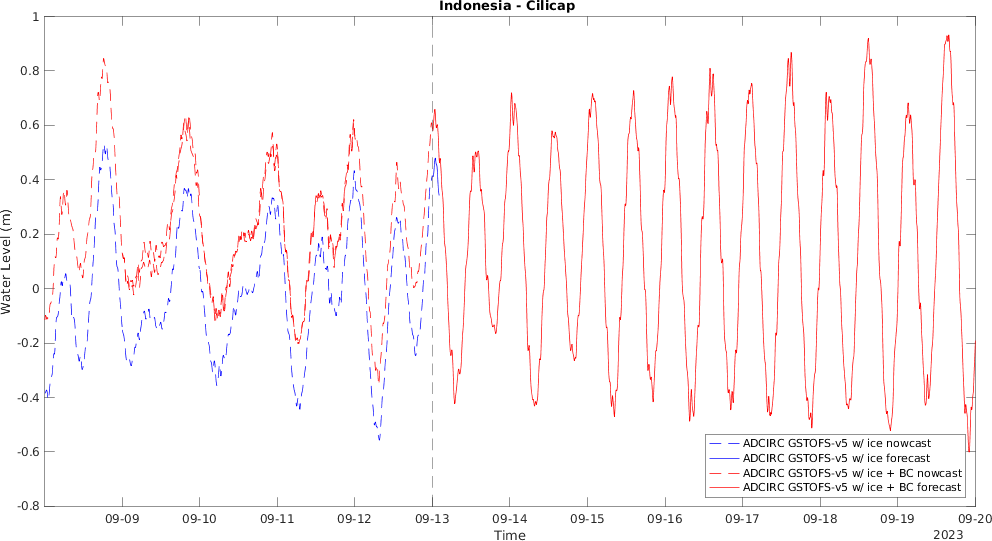 Indonesia - Cilicap
Water Level (m)
1
0.8
0.6
0.4
0.2
0
-0.2
-0.4
-0.6
-0.8
ADCIRC GSTOFS-v5 w/ ice nowcast
ADCIRC GSTOFS-v5 w/ ice forecast
ADCIRC GSTOFS-v5 w/ ice + BC nowcast
ADCIRC GSTOFS-v5 w/ ice + BC forecast
09-09 09-10 09-11 09-12 09-13 09-14 09-15 09-16 09-17 09-18 09-19 09-20
Time
2023